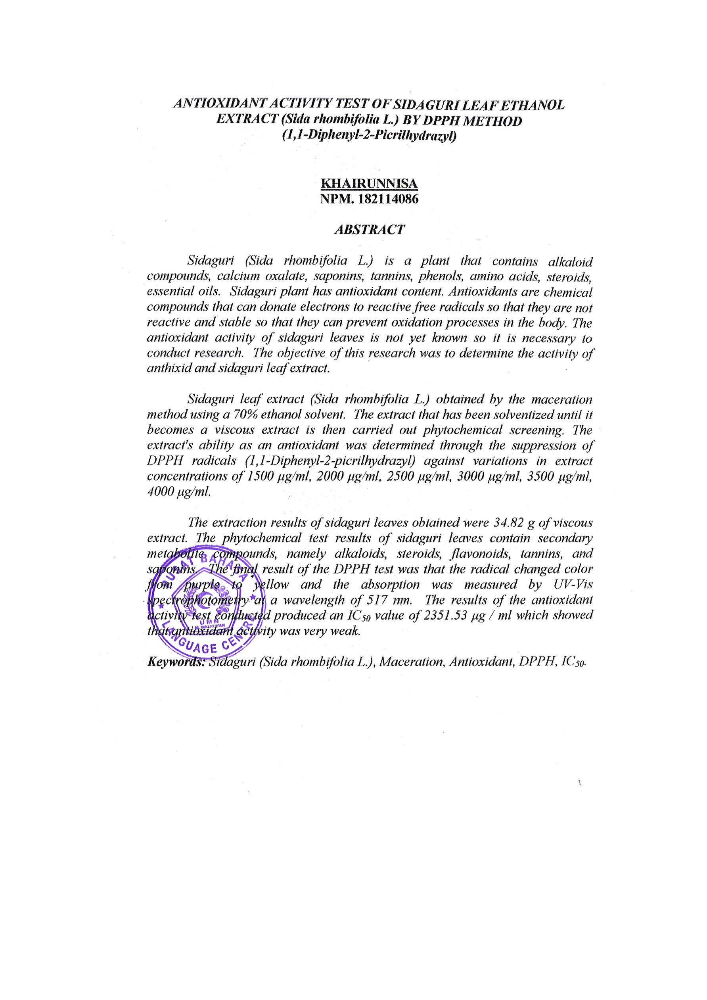 ANTIOXIDANT ACTIVITY TEST OF SIDAGURI LEAF ETHANOL
EXTRACT (Sida rhombifolia L.) BY DPPH METHOD
(1,1-Diphenyl-2-Picrilhydrazyl)
KHAIRUNNISA
NPM. 182114086
ABSTRACT
Sidaguri (Sida rhombifolia L.) is a plant that contains alkaloid
compounds, calcium oxalate, saponins, tannins, phenols, amino acids, steroids,
essential oils. Sidaguri plant has antioxidant content. Antioxidants are chemical
compounds that can donate electrons to reactive free radicals so that they are not
reactive and stable so that they can prevent oxidation processes in the body. The
antioxidant activity of sidaguri leaves is not yet known so it is necessary to
conduct research. The objective of this research was to determine the activity of
anthixid and sidaguri leaf extract.
Sidaguri leaf extract (Sida rhombifolia L.) obtained by the maceration
method using a 70% ethanol solvent. The extract that has been solventized until it
becomes a viscous extract is then carried out phytochemical screening. The
extract's ability as an antioxidant was determined through the suppression of
DPPH radicals (1,1-Diphenyl-2-picrilhydrazyl) against variations in extract
concentrations of 1500 µg/ml, 2000 µg/ml, 2500 µg/ml, 3000 µg/ml, 3500 µg/ml,
4000 µg/ml.
The extraction results of sidaguri leaves obtained were 34.82 g of viscous
extract. The phytochemical test results of sidaguri leaves contain secondary
metabolite compounds, namely alkaloids, steroids, flavonoids, tannins, and
saponins. The final result of the DPPH test was that the radical changed color
from purple to yellow and the absorption was measured by UV-Vis
spectrophotometry at a wavelength of 517 nm. The results of the antioxidant
activity test conducted produced an IC50 value of 2351.53 µg / ml which showed
that antioxidant activity was very weak.
Keywords: Sidaguri (Sida rhombifolia L.), Maceration, Antioxidant, DPPH, IC50.
PUSAT BAHASA
UMN
AL WASHLIYAH
LANGUAGE CENTRE